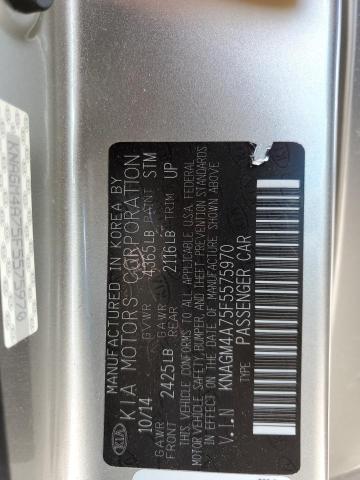 MANUFACTURED IN KOREA BY
KIA MOTORS CORPORATION
10/14 GVWR 4365LB PAINT STM
GAWR FRONT 2425LB GAWR REAR 2116LB TRIM UP
THIS VEHICLE CONFORMS TO ALL APPLICABLE U.S.A. FEDERAL
MOTOR VEHICLE SAFETY, BUMPER, AND THEFT PREVENTION STANDARDS
IN EFFECT ON THE DATE OF MANUFACTURE SHOWN ABOVE.
V.I.N KNAGM4A75F5575970
TYPE PASSENGER CAR
KIA
KNAGM4A75F5575970